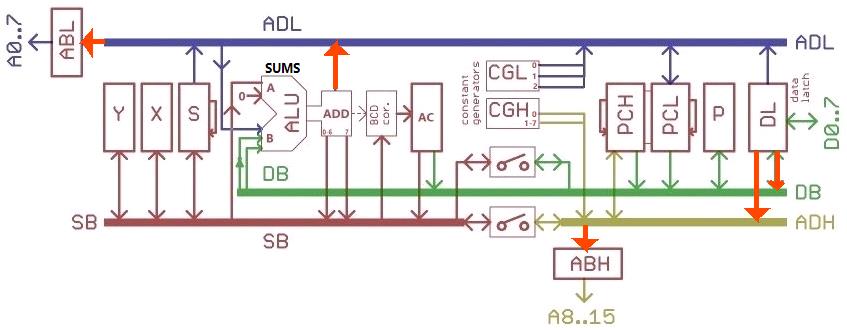 ADL
ADL
A0..7
ABL
SUMS
Y
X
S
0
A
B
ALU
ADD
0-6
7
BCD
cor.
AC
constant
generators
CGL
0
1
2
CGH
0
1-7
PCH
PCL
P
DL
data
latch
D0..7
DB
DB
SB
SB
ADH
ABH
A8..15